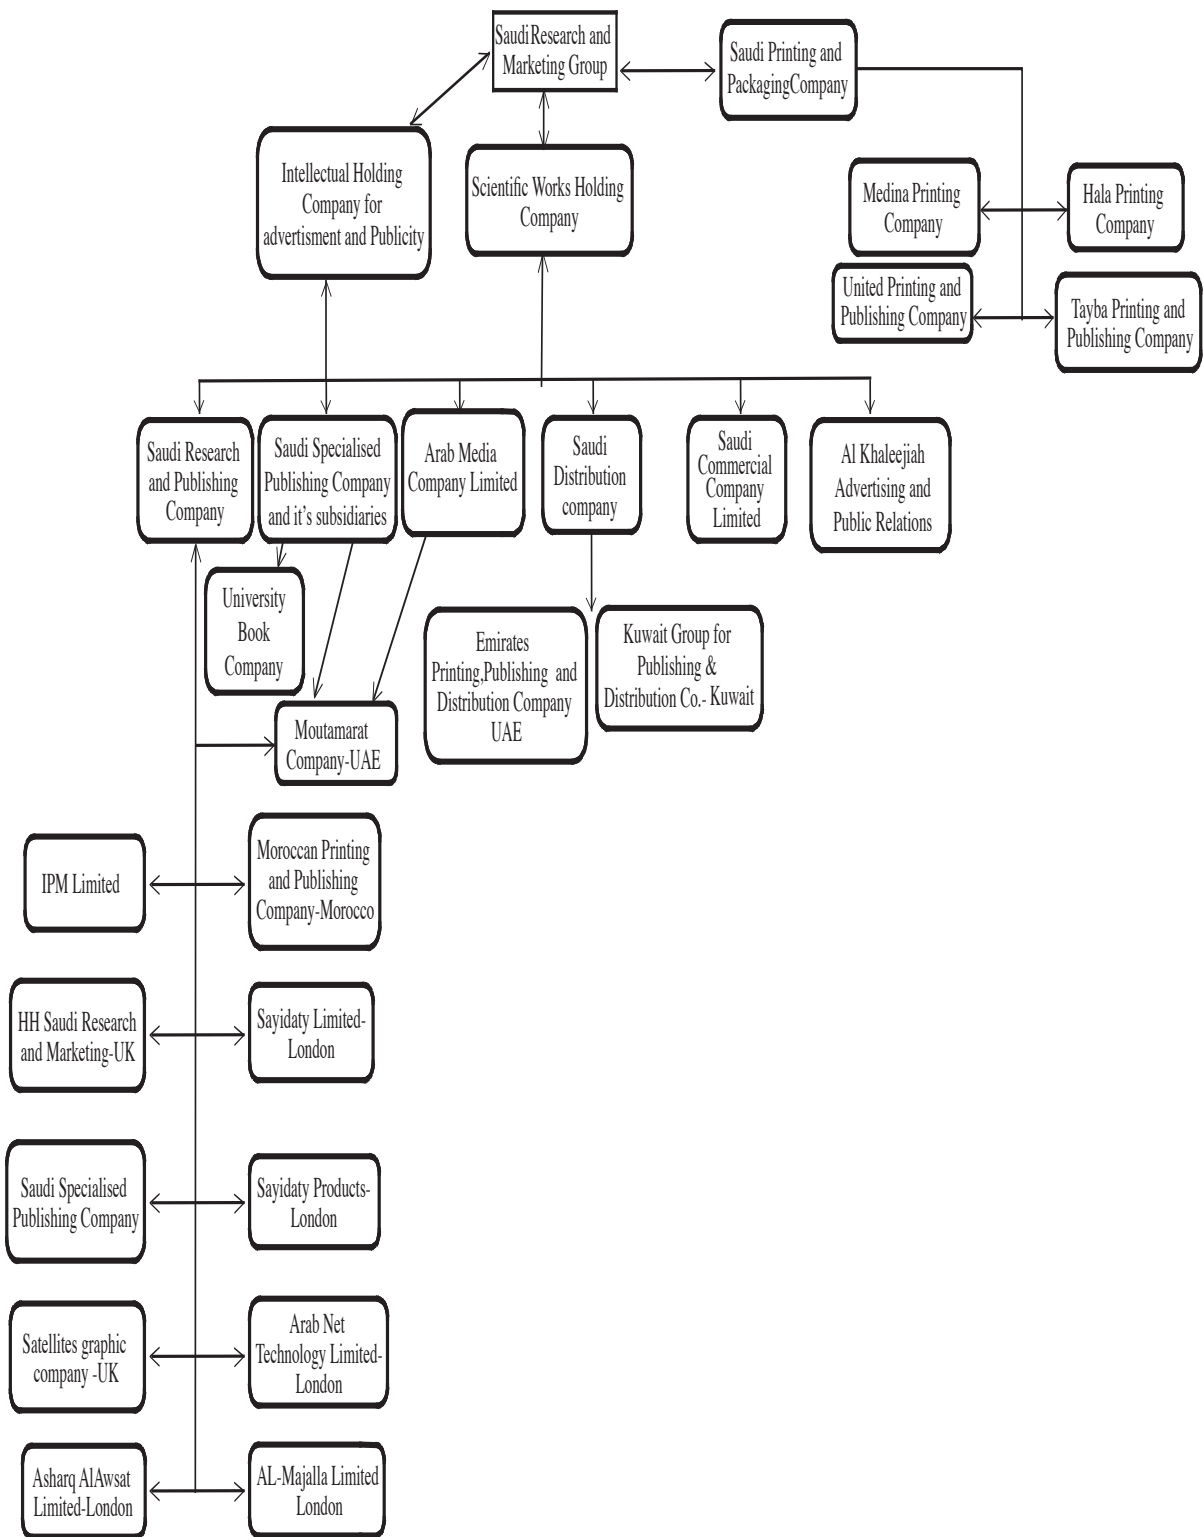 Saudi Research and
Marketing Group
Saudi Printing and
PackagingCompany
Intellectual Holding
Company for
advertisment and Publicity
Scientific Works Holding
Company
Medina Printing
Company
Hala Printing
Company
United Printing and
Publishing Company
Tayba Printing and
Publishing Company
Saudi Research
and Publishing
Company
Saudi Specialised
Publishing Company
and it's subsidiaries
Arab Media
Company Limited
Saudi
Distribution
company
Saudi
Commercial
Company
Limited
Al Khaleejiah
Advertising and
Public Relations
University
Book
Company
Emirates
Printing,Publishing and
Distribution Company
UAE
Kuwait Group for
Publishing &
Distribution Co.- Kuwait
Moutamarat
Company-UAE
IPM Limited
Moroccan Printing
and Publishing
Company-Morocco
HH Saudi Research
and Marketing-UK
Sayidaty Limited-
London
Saudi Specialised
Publishing Company
Sayidaty Products-
London
Satellites graphic
company -UK
Arab Net
Technology Limited-
London
Asharq AlAwsat
Limited-London
AL-Majalla Limited
London